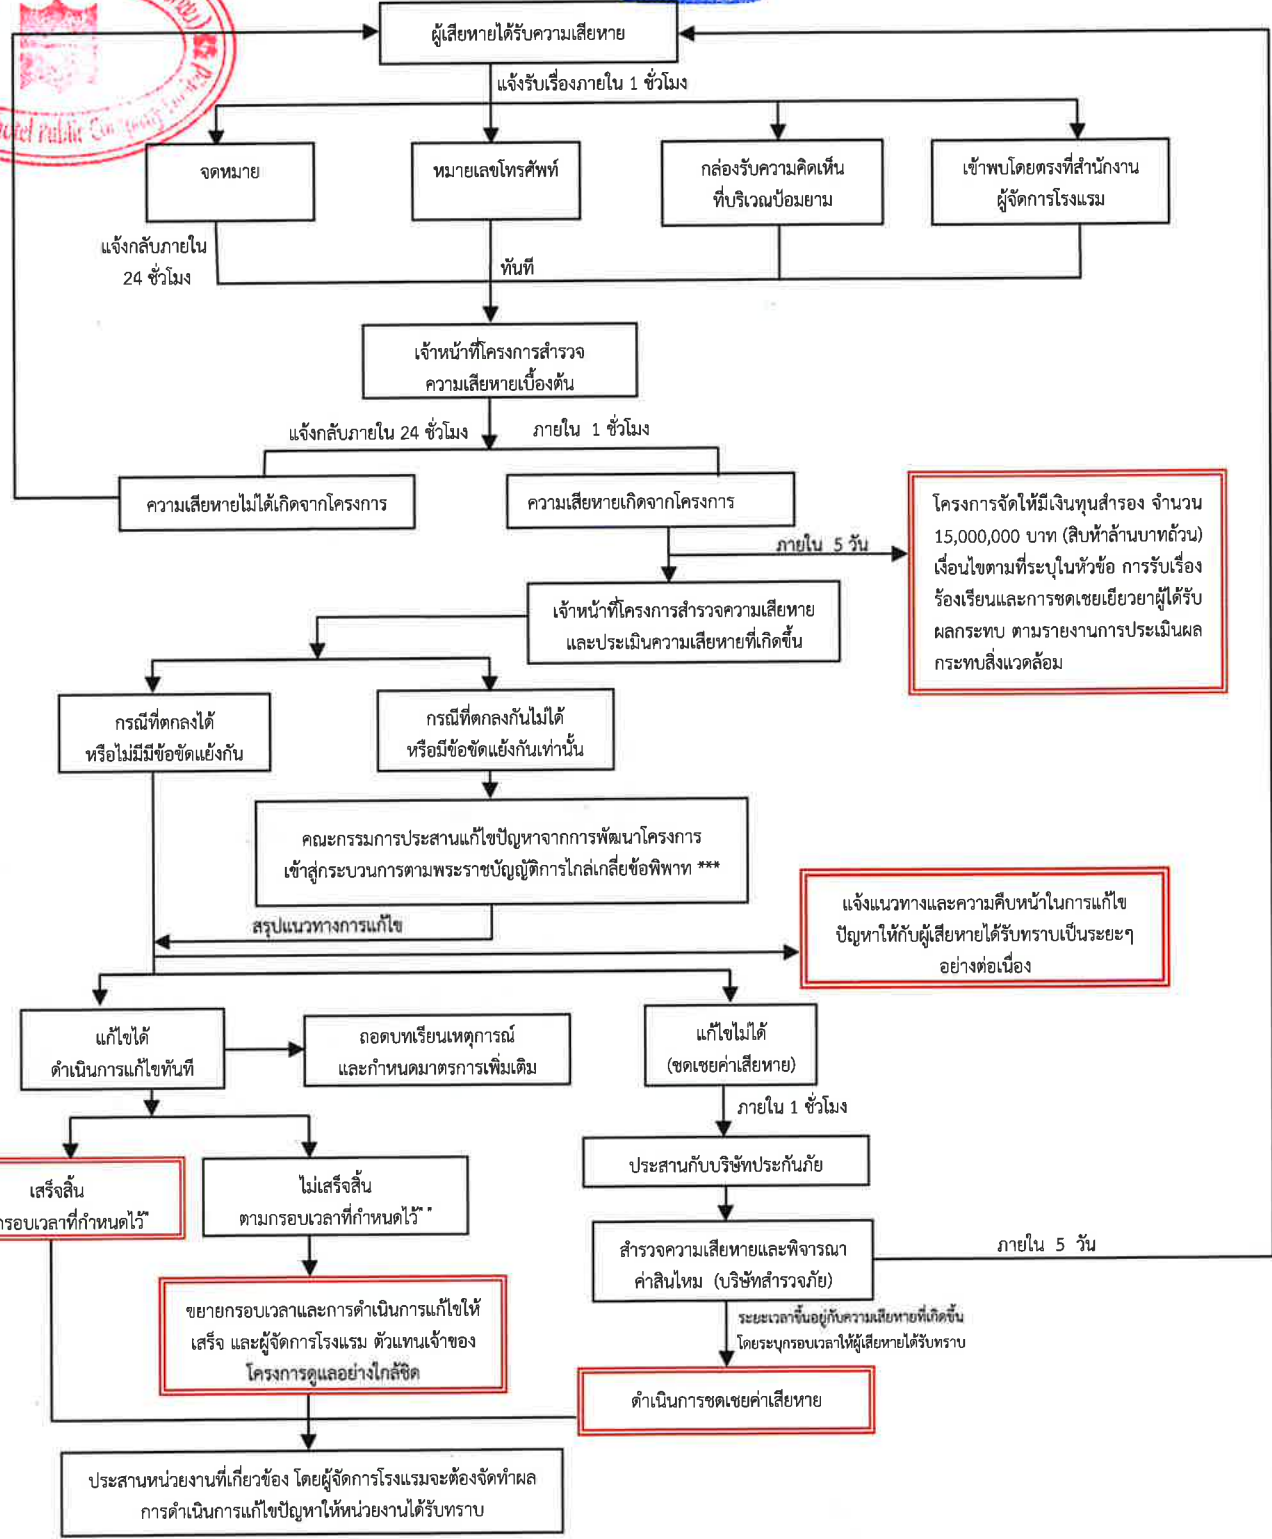 Hotel Public Company
ผู้เสียหายได้รับความเสียหาย
แจ้งรับเรื่องภายใน 1 ชั่วโมง
จดหมาย
หมายเลขโทรศัพท์
กล่องรับความคิดเห็น
ที่บริเวณป้อมยาม
เข้าพบโดยตรงที่สำนักงาน
ผู้จัดการโรงแรม
แจ้งกลับภายใน
24 ชั่วโมง
ทันที
เจ้าหน้าที่โครงการสำรวจ
ความเสียหายเบื้องต้น
แจ้งกลับภายใน 24 ชั่วโมง
ภายใน 1 ชั่วโมง
ความเสียหายไม่ได้เกิดจากโครงการ
ความเสียหายเกิดจากโครงการ
ภายใน 5 วัน
โครงการจัดให้มีเงินทุนสำรอง จำนวน
15,000,000 บาท (สิบห้าล้านบาทถ้วน)
เงื่อนไขตามที่ระบุในหัวข้อ การรับเรื่อง
ร้องเรียนและการชดเชยเยียวยาผู้ได้รับ
ผลกระทบ ตามรายงานการประเมินผล
กระทบสิ่งแวดล้อม
เจ้าหน้าที่โครงการสำรวจความเสียหาย
และประเมินความเสียหายที่เกิดขึ้น
กรณีที่ตกลงได้
หรือไม่มีมีข้อขัดแย้งกัน
กรณีที่ตกลงกันไม่ได้
หรือมีข้อขัดแย้งกันเท่านั้น
คณะกรรมการประสานแก้ไขปัญหาจากการพัฒนาโครงการ
เข้าสู่กระบวนการตามพระราชบัญญัติการไกล่เกลี่ยข้อพิพาท ***
สรุปแนวทางการแก้ไข
แจ้งแนวทางและความคืบหน้าในการแก้ไข
ปัญหาให้กับผู้เสียหายได้รับทราบเป็นระยะๆ
อย่างต่อเนื่อง
แก้ไขได้
ดำเนินการแก้ไขทันที
ถอดบทเรียนเหตุการณ์
และกำหนดมาตรการเพิ่มเติม
แก้ไขไม่ได้
(ชดเชยค่าเสียหาย)
ภายใน 1 ชั่วโมง
ประสานกับบริษัทประกันภัย
เสร็จสิ้น
กรอบเวลาที่กำหนดไว้*
ไม่เสร็จสิ้น
ตามกรอบเวลาที่กำหนดไว้**
สำรวจความเสียหายและพิจารณา
ค่าสินไหม (บริษัทสำรวจภัย)
ภายใน 5 วัน
ระยะเวลาขึ้นอยู่กับความเสียหายที่เกิดขึ้น
โดยระบุกรอบเวลาให้ผู้เสียหายได้รับทราบ
ขยายกรอบเวลาและการดำเนินการแก้ไขให้
เสร็จ และผู้จัดการโรงแรม ตัวแทนเจ้าของ
โครงการดูแลอย่างใกล้ชิด
ดำเนินการชดเชยค่าเสียหาย
ประสานหน่วยงานที่เกี่ยวข้อง โดยผู้จัดการโรงแรมจะต้องจัดทำผล
การดำเนินการแก้ไขปัญหาให้หน่วยงานได้รับทราบ